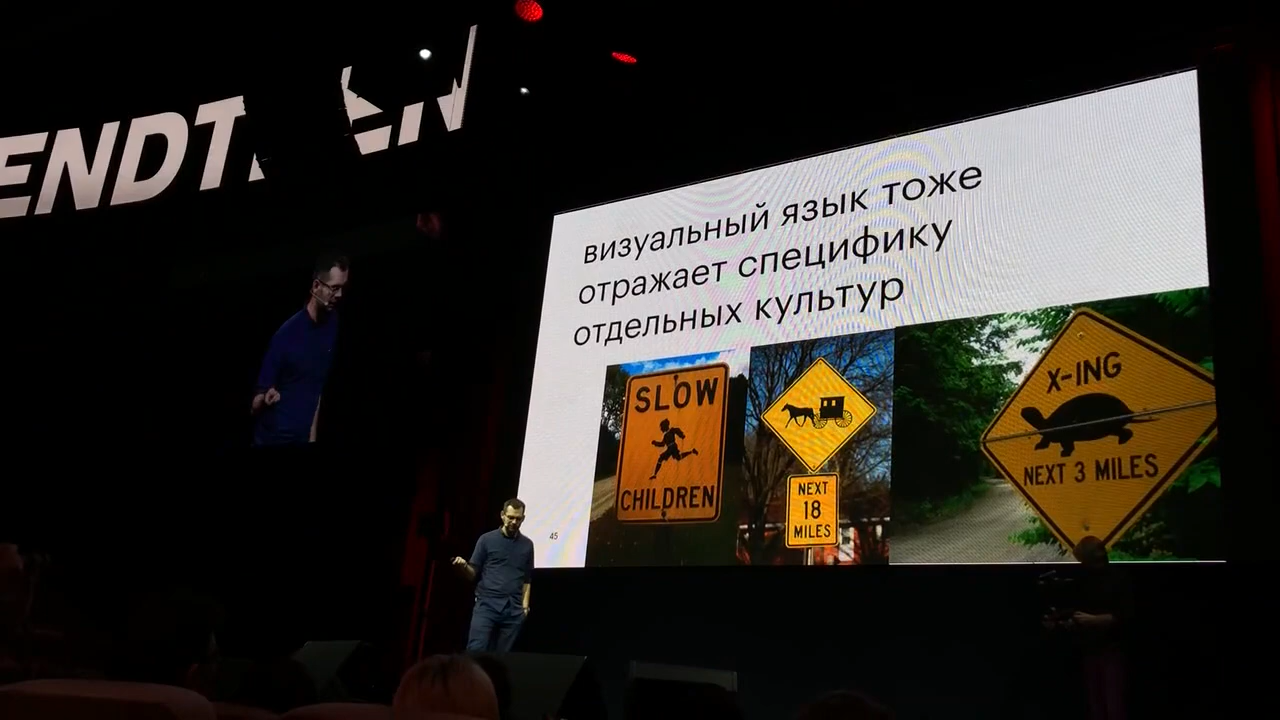 ENDT
визуальный язык тоже
отражает специфику
отдельных культур
SLOW
CHILDREN
NEXT
18
MILES
X-ING
NEXT 3 MILES
45